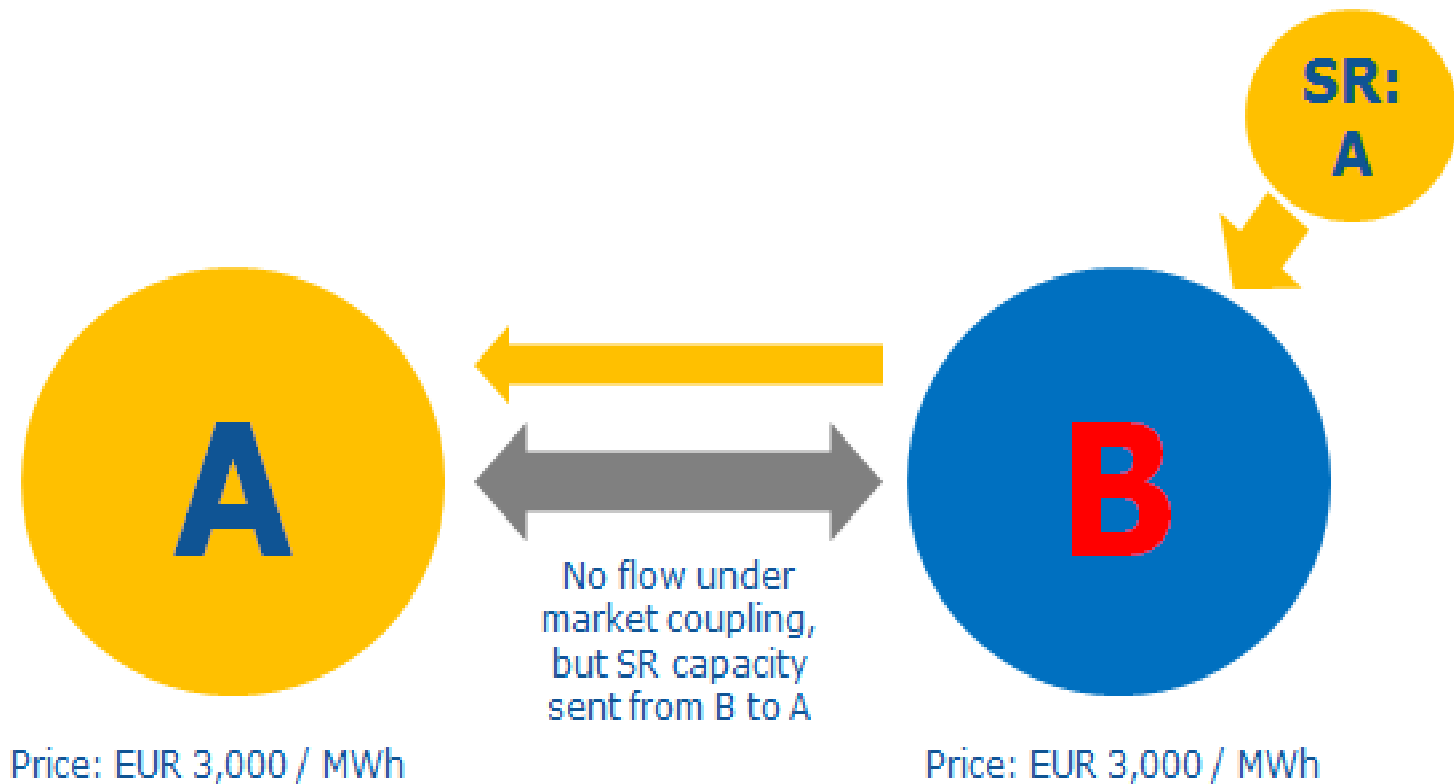 SR:
A
A
B
No flow under
market coupling,
but SR capacity
sent from B to A
Price: EUR 3,000 / MWh
Price: EUR 3,000 / MWh